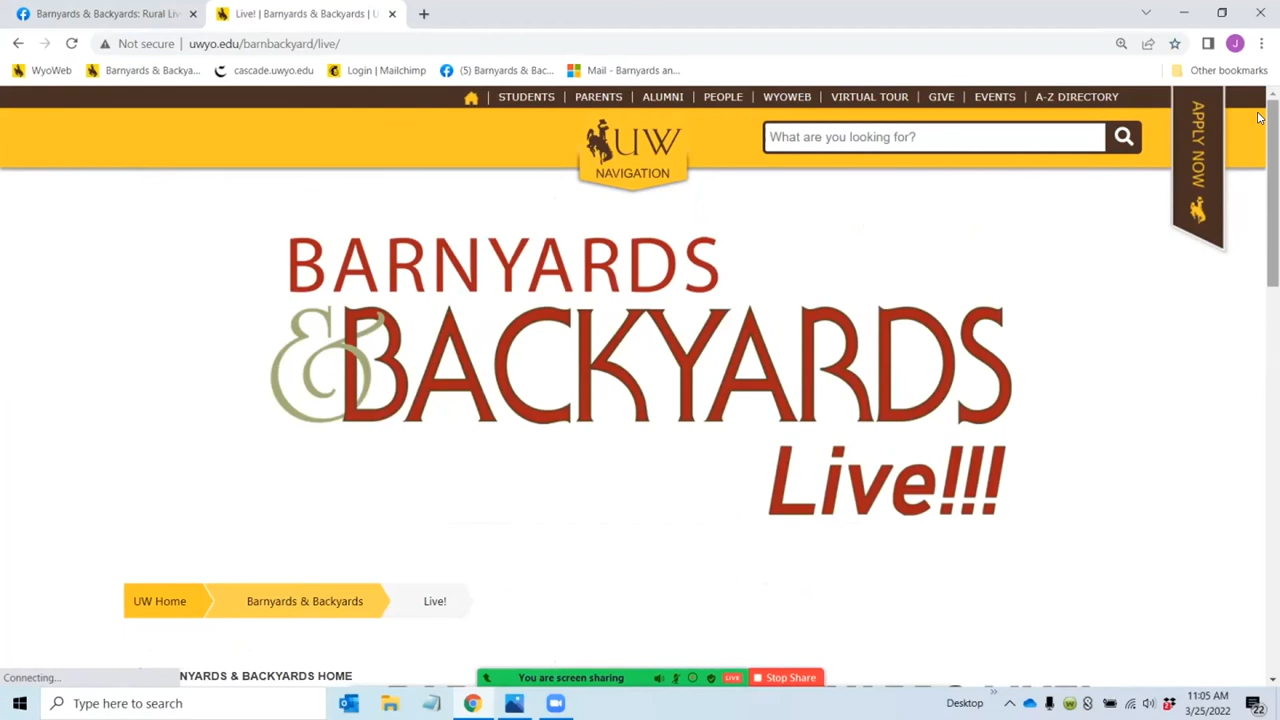 Barnyards & Backyards: Rural Liv
Live! | Barnyards & Backyards | U
Not secure | uwyo.edu/barnbackyard/live/
WyoWeb
Barnyards & Backya...
cascade.uwyo.edu
Login | Mailchimp
(5) Barnyards & Bac...
Mail - Barnyards an...
Other bookmarks
STUDENTS | PARENTS | ALUMNI | PEOPLE | WYOWEB | VIRTUAL TOUR | GIVE | EVENTS | A-Z DIRECTORY
UW
NAVIGATION
What are you looking for?
APPLY NOW
BARNYARDS
& BACKYARDS
Live!!!
UW Home
Barnyards & Backyards
Live!
NYARDS & BACKYARDS HOME
Connecting...
You are screen sharing
LIVE
Stop Share
Type here to search
Desktop
11:05 AM
3/25/2022
22
J